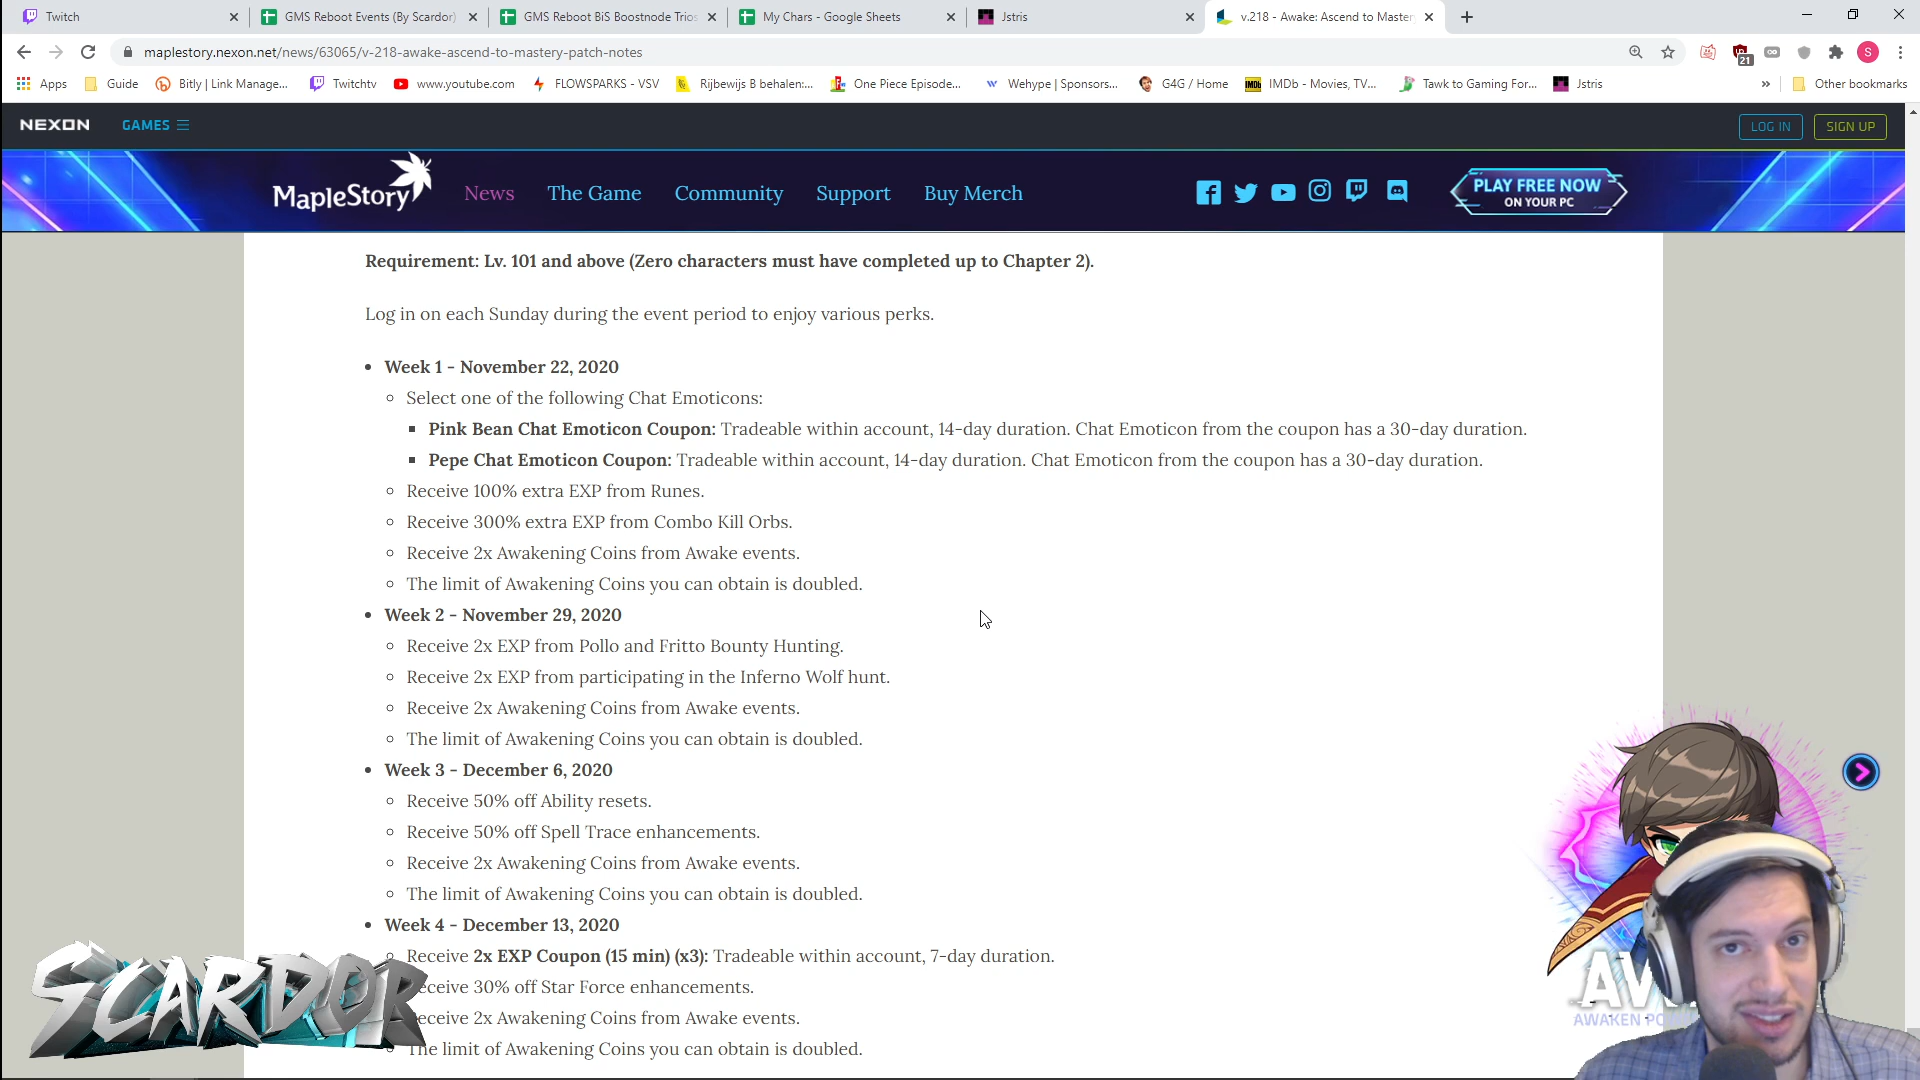 Twitch
GMS Reboot Events (By Scardor)
GMS Reboot BiS Boostnode Trios
My Chars - Google Sheets
Jstris
v.218 - Awake: Ascend to Master
maplestory.nexon.net/news/63065/v-218-awake-ascend-to-mastery-patch-notes
21
S
Apps
Guide
Bitly | Link Manage...
Twitchtv
www.youtube.com
FLOWSPARKS - VSV
Rijbewijs B behalen:...
One Piece Episode...
Wehype | Sponsors...
G4G / Home
IMDb - Movies, TV...
Tawk to Gaming For...
Jstris
Other bookmarks
NEXON
GAMES
LOG IN
SIGN UP
MapleStory
News
The Game
Community
Support
Buy Merch
PLAY FREE NOW
ON YOUR PC
Requirement: Lv. 101 and above (Zero characters must have completed up to Chapter 2).
Log in on each Sunday during the event period to enjoy various perks.
Week 1 - November 22, 2020
Select one of the following Chat Emoticons:
Pink Bean Chat Emoticon Coupon: Tradeable within account, 14-day duration. Chat Emoticon from the coupon has a 30-day duration.
Pepe Chat Emoticon Coupon: Tradeable within account, 14-day duration. Chat Emoticon from the coupon has a 30-day duration.
Receive 100% extra EXP from Runes.
Receive 300% extra EXP from Combo Kill Orbs.
Receive 2x Awakening Coins from Awake events.
The limit of Awakening Coins you can obtain is doubled.
Week 2 - November 29, 2020
Receive 2x EXP from Pollo and Fritto Bounty Hunting.
Receive 2x EXP from participating in the Inferno Wolf hunt.
Receive 2x Awakening Coins from Awake events.
The limit of Awakening Coins you can obtain is doubled.
Week 3 - December 6, 2020
Receive 50% off Ability resets.
Receive 50% off Spell Trace enhancements.
Receive 2x Awakening Coins from Awake events.
The limit of Awakening Coins you can obtain is doubled.
Week 4 - December 13, 2020
Receive 2x EXP Coupon (15 min) (x3): Tradeable within account, 7-day duration.
eceive 30% off Star Force enhancements.
eceive 2x Awakening Coins from Awake events.
The limit of Awakening Coins you can obtain is doubled.
SCARDOR
AW
AWAKEN PO